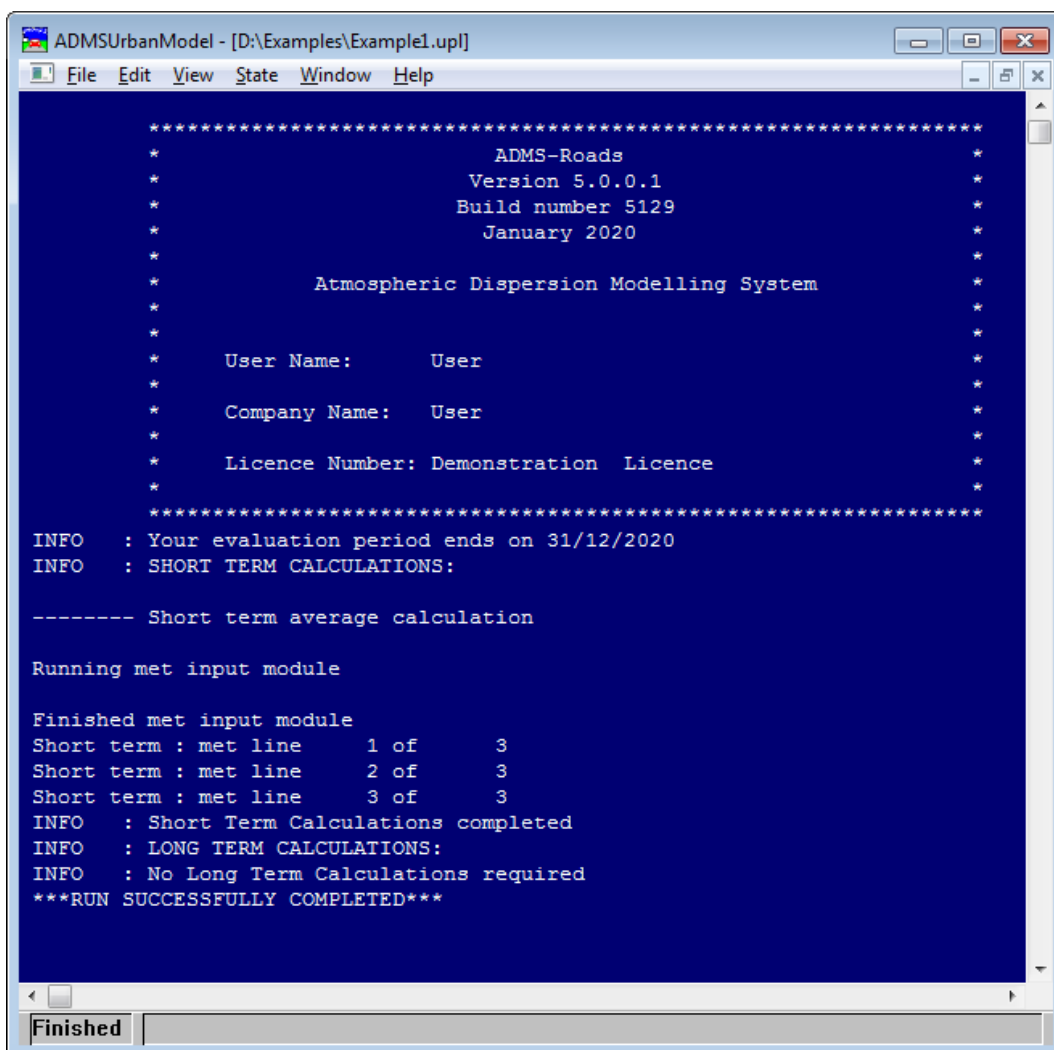 ADMSUrbanModel - [D:\Examples\Example1.upl]
File Edit View State Window Help
*****************************************************************
* ADMS-Roads *
* Version 5.0.0.1 *
* Build number 5129 *
* January 2020 *
* *
* Atmospheric Dispersion Modelling System *
* *
* *
* User Name: User *
* *
* Company Name: User *
* *
* Licence Number: Demonstration Licence *
* *
*****************************************************************
INFO : Your evaluation period ends on 31/12/2020
INFO : SHORT TERM CALCULATIONS:
-------- Short term average calculation
Running met input module
Finished met input module
Short term : met line 1 of 3
Short term : met line 2 of 3
Short term : met line 3 of 3
INFO : Short Term Calculations completed
INFO : LONG TERM CALCULATIONS:
INFO : No Long Term Calculations required
***RUN SUCCESSFULLY COMPLETED***
Finished